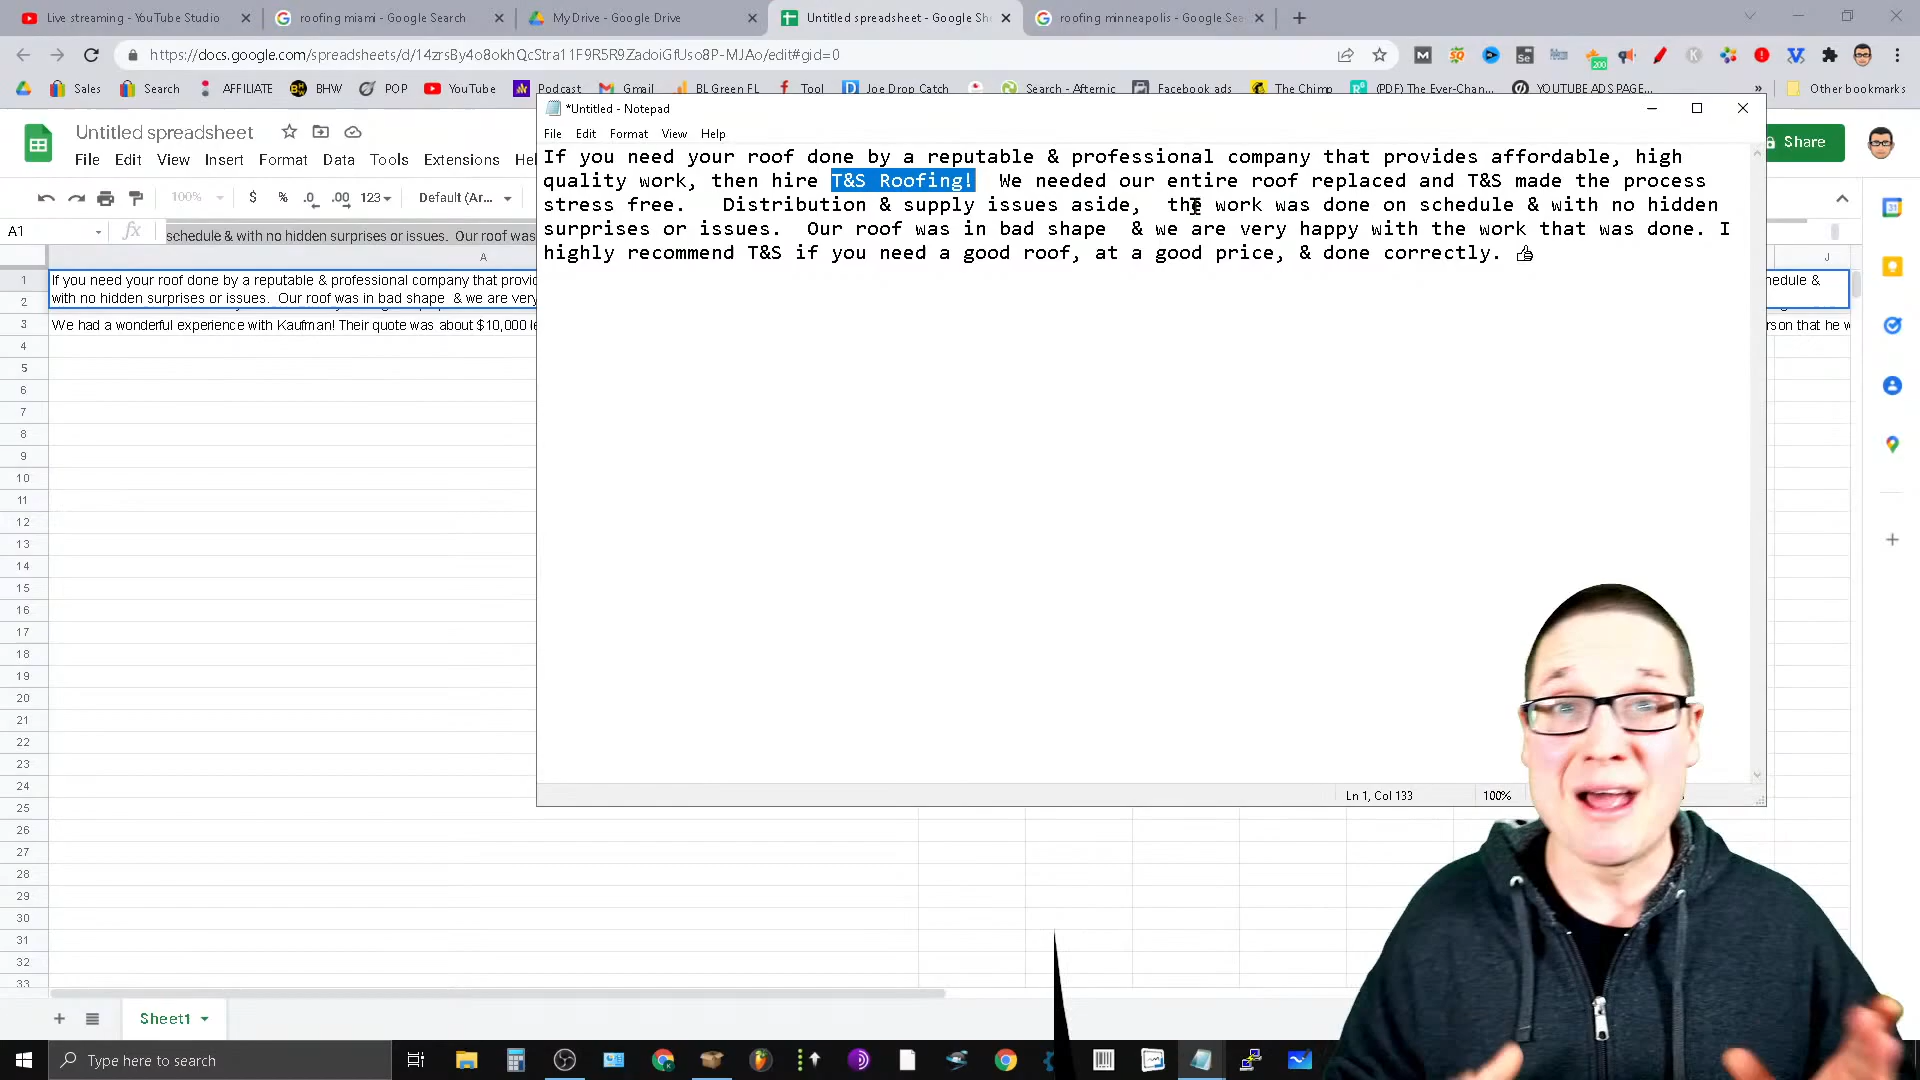 Live streaming - YouTube Studio
roofing miami - Google Search
My Drive - Google Drive
Untitled spreadsheet - Google She
roofing minneapolis - Google Sea
https://docs.google.com/spreadsheets/d/14zrsBy4o8okhQcStra11F9R5R9ZadoiGfUso8P-MJAo/edit#gid=0
Sales
Search
AFFILIATE
BHW
POP
YouTube
Podcast
Gmail
BL Green FL
Tool
Joe Drop Catch
Search - Afternic
Facebook ads
The Chimp
(PDF) The Ever-Chan...
YOUTUBE ADS PAGE...
»
Other bookmarks
Untitled spreadsheet
File Edit View Insert Format Data Tools Extensions Hel
Share
100%
$ % .0 .00 123
Default (Ar...
A1
fx
schedule & with no hidden surprises or issues. Our roof was
A
J
1
If you need your roof done by a reputable & professional company that provid
with no hidden surprises or issues. Our roof was in bad shape & we are very
hedule &
2
3
We had a wonderful experience with Kaufman! Their quote was about $10,000 le
rson that he w
4
5
6
7
8
9
10
11
12
13
14
15
16
17
18
19
20
21
22
23
24
25
26
27
28
29
30
31
32
33
*Untitled - Notepad
File Edit Format View Help
If you need your roof done by a reputable & professional company that provides affordable, high
quality work, then hire T&S Roofing! We needed our entire roof replaced and T&S made the process
stress free. Distribution & supply issues aside, the work was done on schedule & with no hidden
surprises or issues. Our roof was in bad shape & we are very happy with the work that was done. I
highly recommend T&S if you need a good roof, at a good price, & done correctly. 👍
Ln 1, Col 133
100%
Sheet1
Type here to search